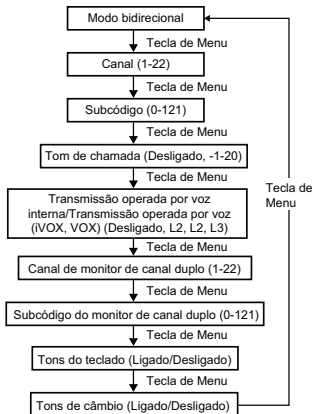 Modo bidirecional
Tecla de Menu
Canal (1-22)
Tecla de Menu
Subcódigo (0-121)
Tecla de Menu
Tom de chamada (Desligado, -1-20)
Tecla de Menu
Transmissão operada por voz
interna/Transmissão operada por voz
(iVOX, VOX) (Desligado, L2, L2, L3)
Tecla de Menu
Canal de monitor de canal duplo (1-22)
Tecla de Menu
Subcódigo do monitor de canal duplo (0-121)
Tecla de Menu
Tons do teclado (Ligado/Desligado)
Tecla de Menu
Tons de câmbio (Ligado/Desligado)
Tecla de
Menu